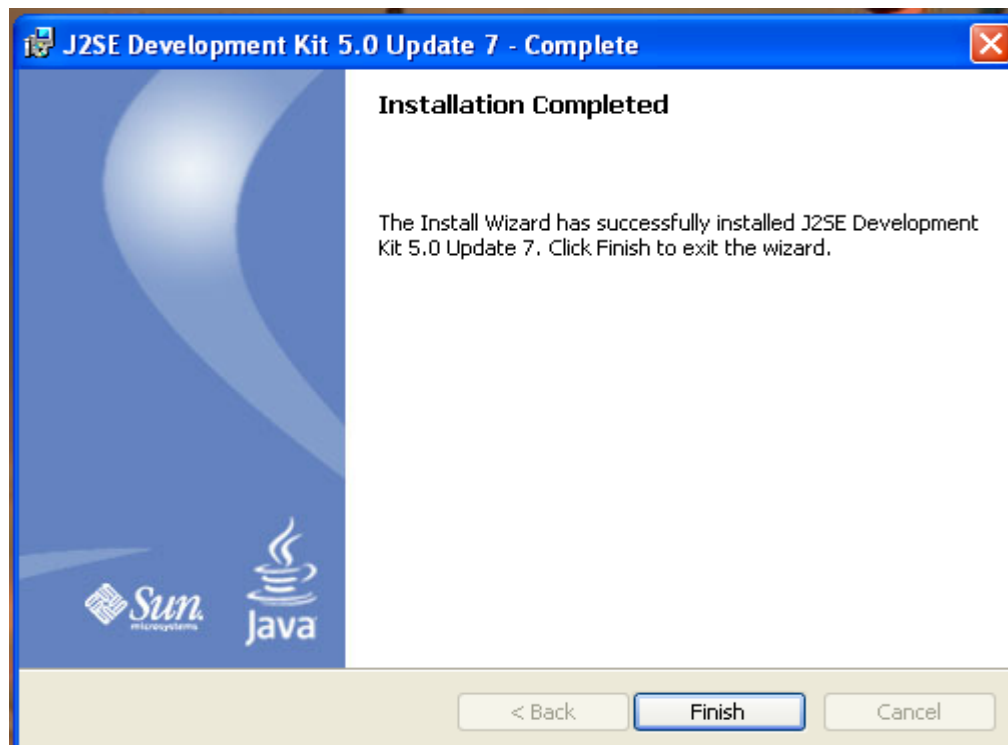 J2SE Development Kit 5.0 Update 7 - Complete
Installation Completed
The Install Wizard has successfully installed J2SE Development
Kit 5.0 Update 7. Click Finish to exit the wizard.
Sun
microsystems
Java
< Back
Finish
Cancel